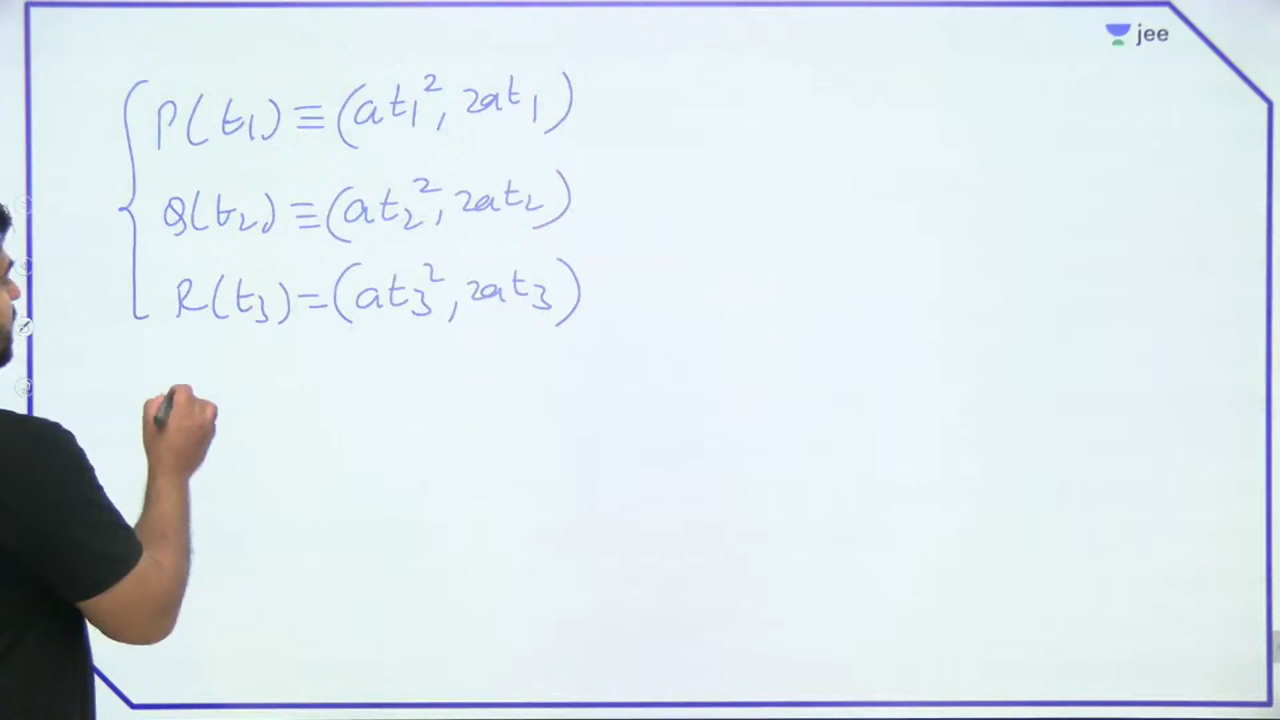 jee
P(t₁) ≡ (at₁², 2at₁)
Q(t₂) ≡ (at₂², 2at₂)
R(t₃) = (at₃², 2at₃)